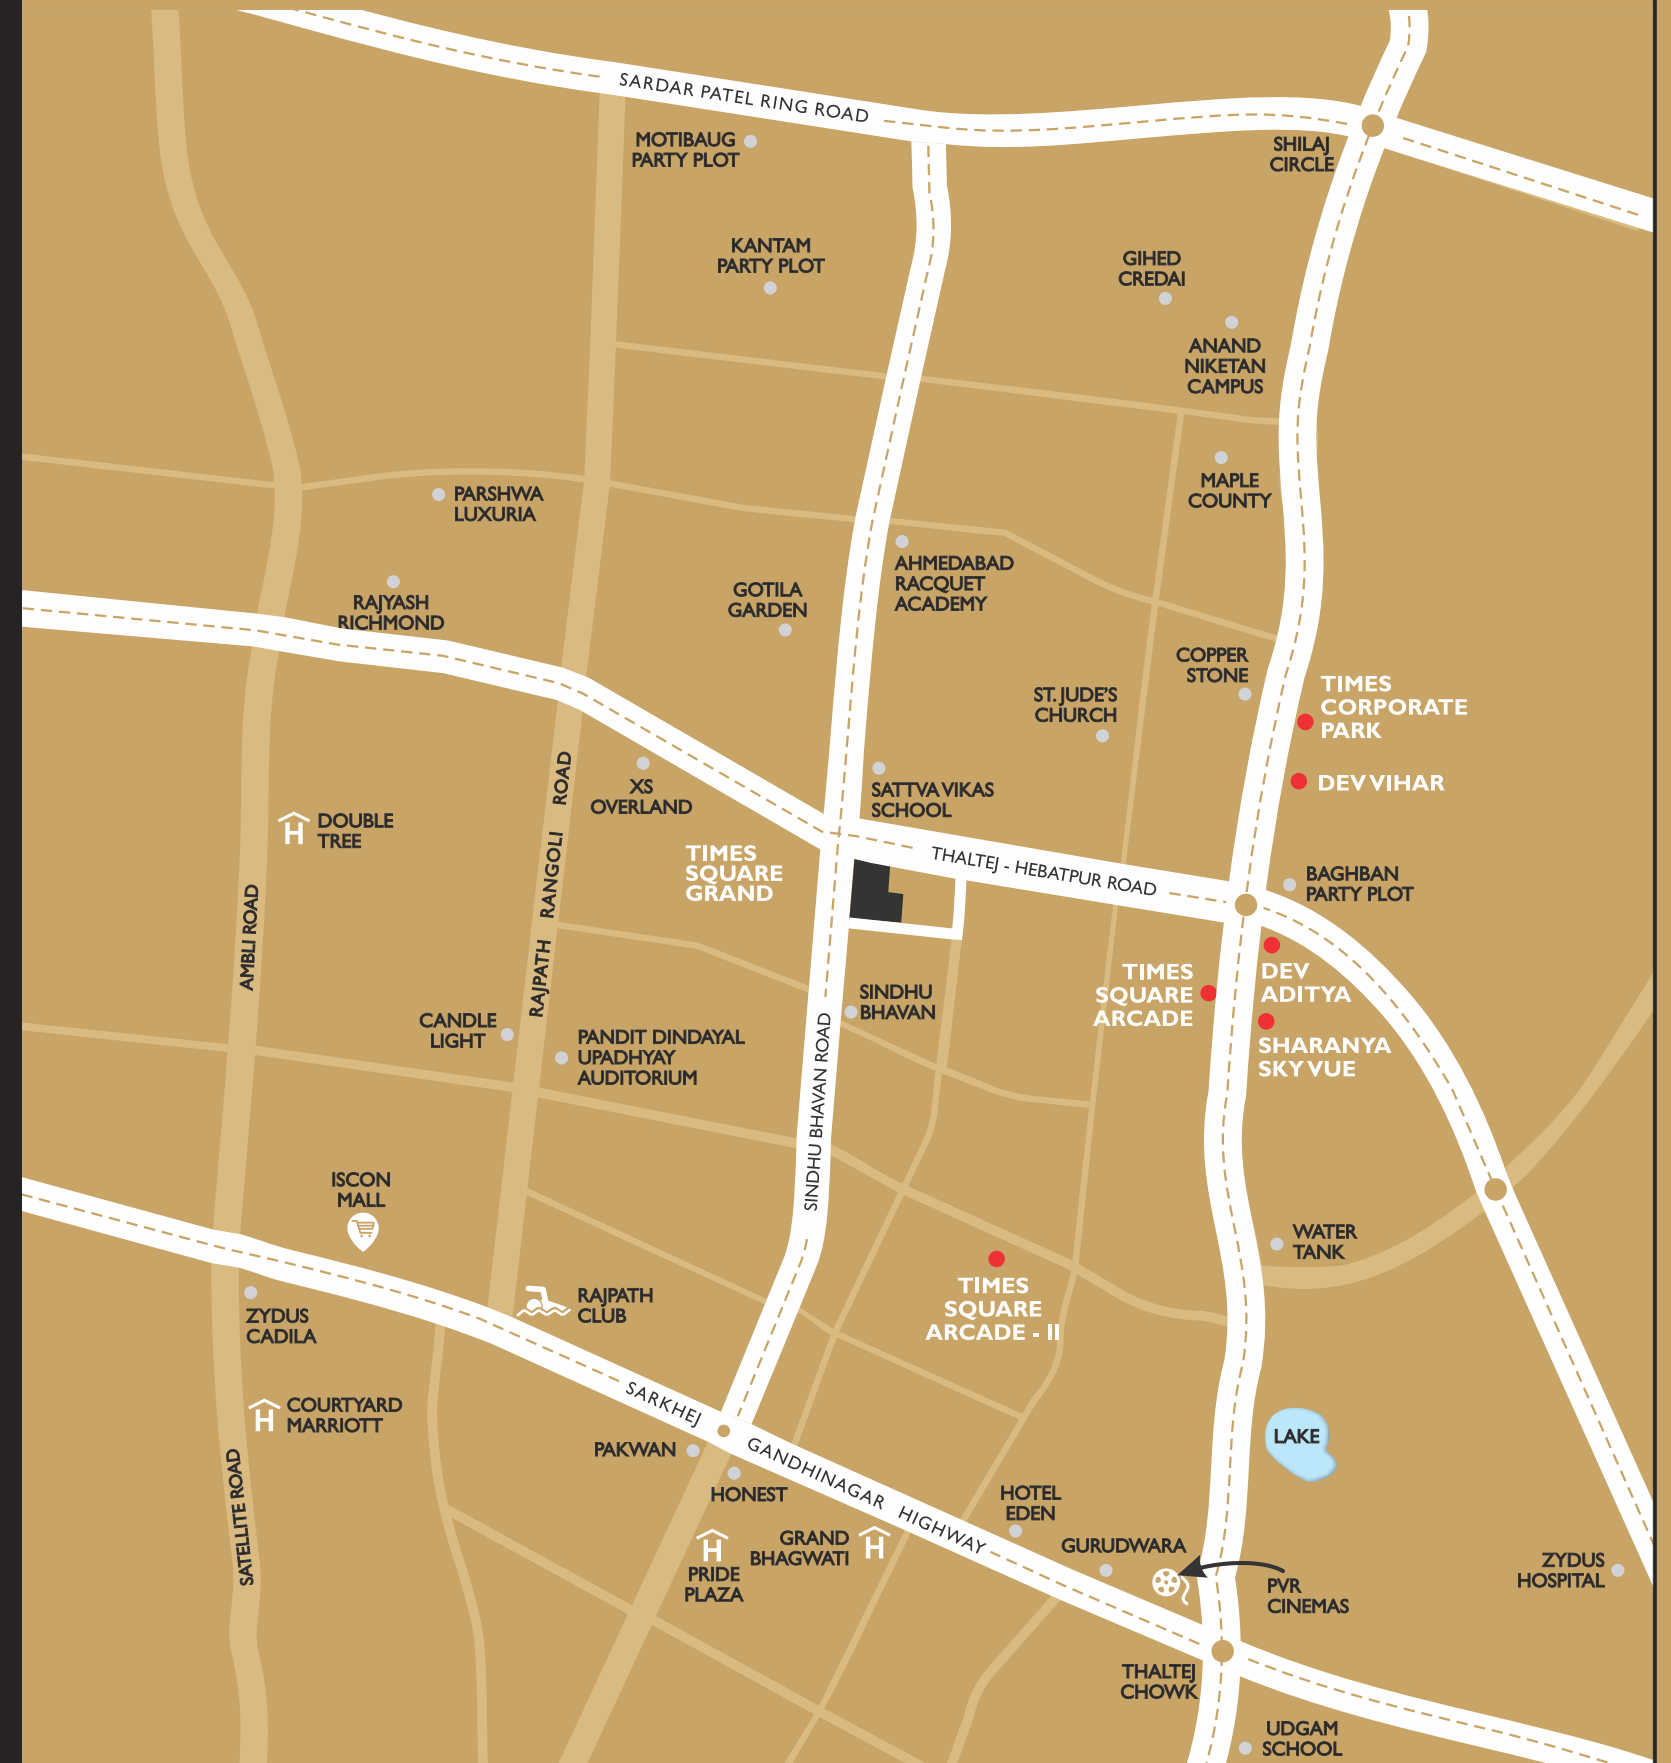 SARDAR PATEL RING ROAD
MOTIBAUG
PARTY PLOT
SHILAJ
CIRCLE
KANTAM
PARTY PLOT
GIHED
CREDAI
ANAND
NIKETAN
CAMPUS
MAPLE
COUNTY
PARSHWA
LUXURIA
AHMEDABAD
RACQUET
ACADEMY
RAJYASH
RICHMOND
GOTILA
GARDEN
COPPER
STONE
ST. JUDE'S
CHURCH
TIMES
CORPORATE
PARK
DEV VIHAR
XS
OVERLAND
SATTVA VIKAS
SCHOOL
DOUBLE
TREE
TIMES
SQUARE
GRAND
THALTEJ - HEBATPUR ROAD
BAGHBAN
PARTY PLOT
AMBLI ROAD
RAJPATH RANGOLI ROAD
TIMES
SQUARE
ARCADE
DEV
ADITYA
SHARANYA
SKY VUE
SINDHU
BHAVAN
CANDLE
LIGHT
PANDIT DINDAYAL
UPADHYAY
AUDITORIUM
SINDHU BHAVAN ROAD
ISCON
MALL
WATER
TANK
ZYDUS
CADILA
RAJPATH
CLUB
TIMES
SQUARE
ARCADE - II
COURTYARD
MARRIOTT
SATELLITE ROAD
SARKHEJ GANDHINAGAR HIGHWAY
PAKWAN
HONEST
LAKE
HOTEL
EDEN
H
H
H
H
GRAND
BHAGWATI
PRIDE
PLAZA
GURUDWARA
PVR
CINEMAS
ZYDUS
HOSPITAL
THALTEJ
CHOWK
UDGAM
SCHOOL